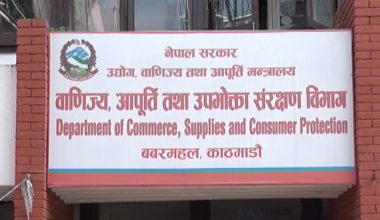 नेपाल सरकार
उद्योग, वाणिज्य तथा आपूर्ति मन्त्रालय
वाणिज्य, आपूर्ति तथा उपभोक्ता संरक्षण विभाग
Department of Commerce, Supplies and Consumer Protection
बबरमहल, काठमाडौं